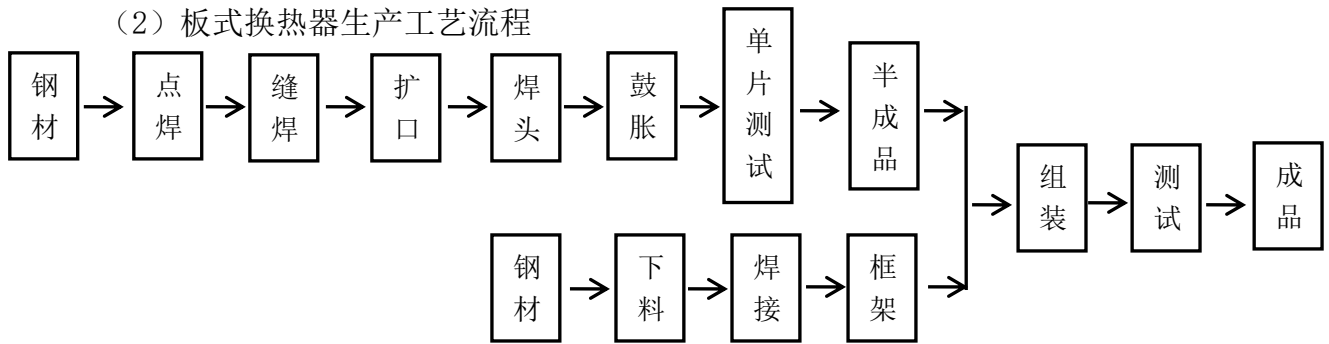 （2）板式换热器生产工艺流程
钢材
点焊
缝焊
扩口
焊头
鼓胀
单片测试
半成品
钢材
下料
焊接
框架
组装
测试
成品